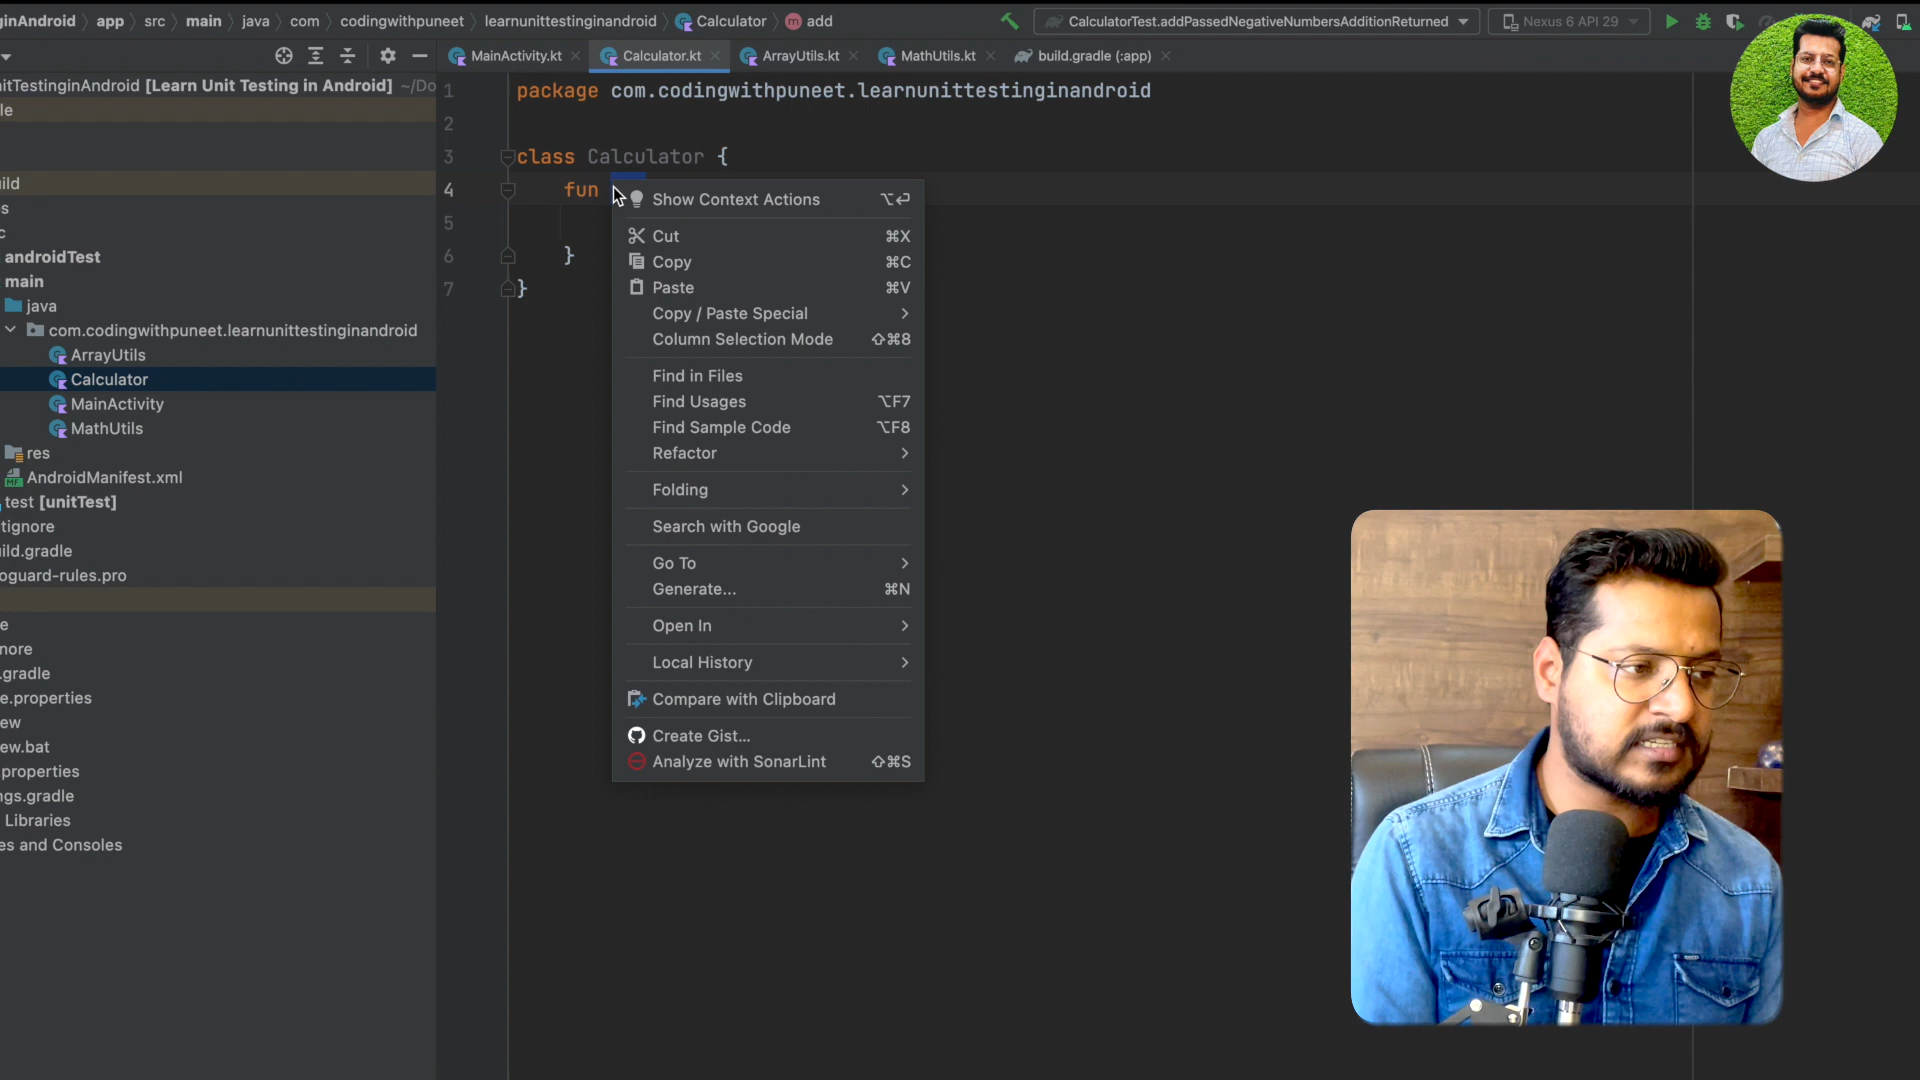 ginAndroid › app › src › main › java › com › codingwithpuneet › learnunittestinginandroid › Calculator › add
CalculatorTest.addPassedNegativeNumbersAdditionReturned
Nexus 6 API 29
MainActivity.kt
Calculator.kt
ArrayUtils.kt
MathUtils.kt
build.gradle (:app)
nitTestinginAndroid [Learn Unit Testing in Android] ~/Do
le
ild
s
c
androidTest
main
java
com.codingwithpuneet.learnunittestinginandroid
ArrayUtils
Calculator
MainActivity
MathUtils
res
AndroidManifest.xml
test [unitTest]
tignore
ild.gradle
oguard-rules.pro
e
nore
.gradle
e.properties
ew
ew.bat
.properties
ngs.gradle
Libraries
es and Consoles
1 package com.codingwithpuneet.learnunittestinginandroid
2
3 class Calculator {
4 fun
5
6 }
7 }
Show Context Actions ⌥⏎
Cut ⌘X
Copy ⌘C
Paste ⌘V
Copy / Paste Special
Column Selection Mode ⇧⌘8
Find in Files
Find Usages ⌥F7
Find Sample Code ⌥F8
Refactor
Folding
Search with Google
Go To
Generate... ⌘N
Open In
Local History
Compare with Clipboard
Create Gist...
Analyze with SonarLint ⇧⌘S